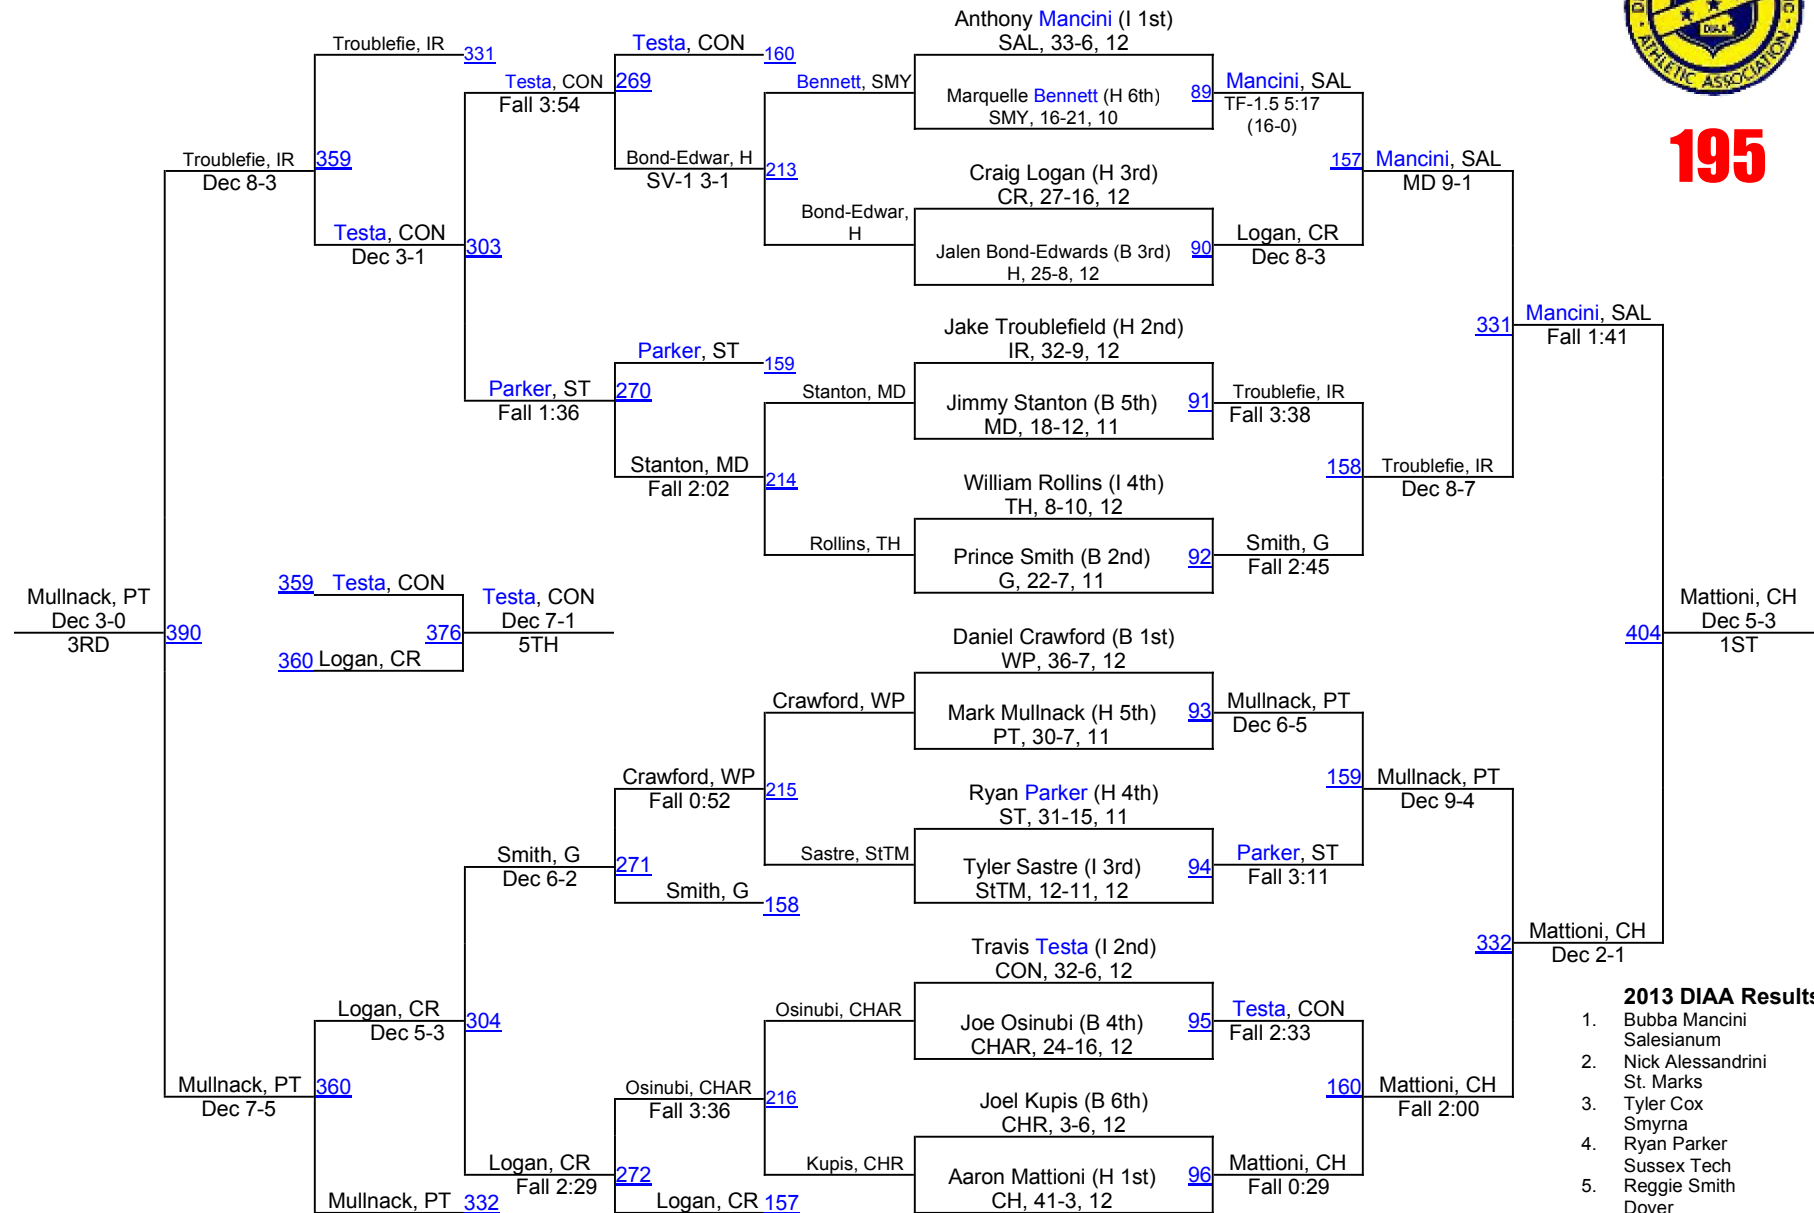 Anthony Mancini (I 1st)
SAL, 33-6, 12
Marquelle Bennett (H 6th)
SMY, 16-21, 10
89
Craig Logan (H 3rd)
CR, 27-16, 12
Jalen Bond-Edwards (B 3rd)
H, 25-8, 12
90
Jake Troublefield (H 2nd)
IR, 32-9, 12
Jimmy Stanton (B 5th)
MD, 18-12, 11
91
William Rollins (I 4th)
TH, 8-10, 12
Prince Smith (B 2nd)
G, 22-7, 11
92
Daniel Crawford (B 1st)
WP, 36-7, 12
Mark Mullnack (H 5th)
PT, 30-7, 11
93
Ryan Parker (H 4th)
ST, 31-15, 11
Tyler Sastre (I 3rd)
StTM, 12-11, 12
94
Travis Testa (I 2nd)
CON, 32-6, 12
Joe Osinubi (B 4th)
CHAR, 24-16, 12
95
Joel Kupis (B 6th)
CHR, 3-6, 12
Aaron Mattioni (H 1st)
CH, 41-3, 12
96
Mancini, SAL
TF-1.5 5:17
(16-0)
157
Logan, CR
Dec 8-3
Troublefie, IR
Fall 3:38
158
Smith, G
Fall 2:45
Mullnack, PT
Dec 6-5
159
Parker, ST
Fall 3:11
Testa, CON
Fall 2:33
160
Mattioni, CH
Fall 0:29
Mancini, SAL
MD 9-1
331
Troublefie, IR
Dec 8-7
Mullnack, PT
Dec 9-4
332
Mattioni, CH
Fall 2:00
Mancini, SAL
Fall 1:41
404
Mattioni, CH
Dec 2-1
Mattioni, CH
Dec 5-3
1ST
Bennett, SMY
213
Bond-Edwar,
H
Stanton, MD
214
Rollins, TH
Crawford, WP
215
Sastre, StTM
Osinubi, CHAR
216
Kupis, CHR
Testa, CON
160
269
Bond-Edwar, H
SV-1 3-1
Parker, ST
159
270
Stanton, MD
Fall 2:02
Crawford, WP
Fall 0:52
271
Smith, G
158
Osinubi, CHAR
Fall 3:36
272
Logan, CR
157
Testa, CON
Fall 3:54
303
Parker, ST
Fall 1:36
Smith, G
Dec 6-2
304
Logan, CR
Fall 2:29
Troublefie, IR
331
359
Testa, CON
Dec 3-1
Logan, CR
Dec 5-3
360
Mullnack, PT
332
Troublefie, IR
Dec 8-3
390
Mullnack, PT
Dec 7-5
Mullnack, PT
Dec 3-0
3RD
359 Testa, CON
376
360 Logan, CR
Testa, CON
Dec 7-1
5TH
DIAA
ATHLETIC ASSOCIATION
195
2013 DIAA Results
1. Bubba Mancini
Salesianum
2. Nick Alessandrini
St. Marks
3. Tyler Cox
Smyrna
4. Ryan Parker
Sussex Tech
5. Reggie Smith
Dover